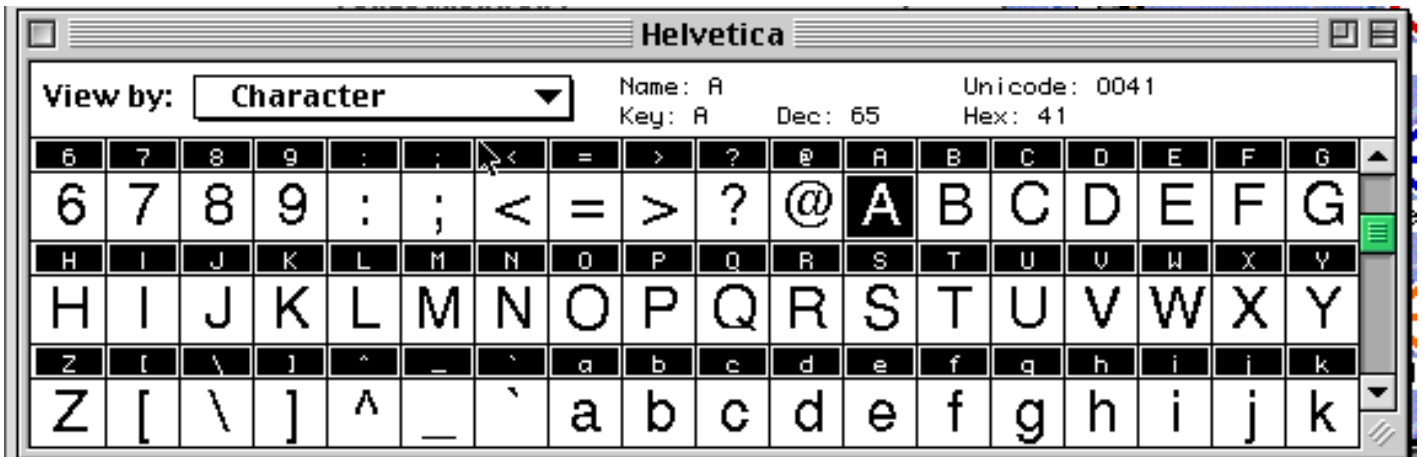 Helvetica
View by: Character
Name: A Unicode: 0041
Key: A Dec: 65 Hex: 41
6 7 8 9 : ; < = > ? @ A B C D E F G
6 7 8 9 : ; < = > ? @ A B C D E F G
H I J K L M N O P Q R S T U V W X Y
H I J K L M N O P Q R S T U V W X Y
Z [ \ ] ^ _ ` a b c d e f g h i j k
Z [ \ ] ^ _ ` a b c d e f g h i j k